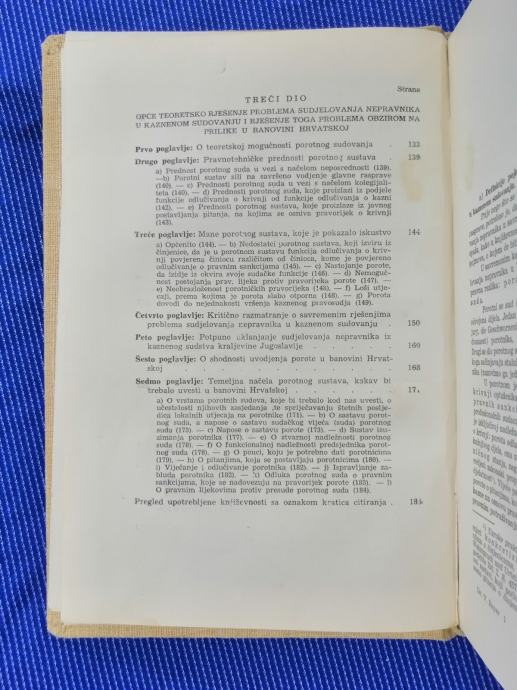 Strana
TREĆI DIO
OPĆE TEORETSKO RJEŠENJE PROBLEMA SUDJELOVANJA NEPRAVNIKA
U KAZNENOM SUDOVANJU I RJEŠENJE TOGA PROBLEMA OBZIROM NA
PRILIKE U BANOVINI HRVATSKOJ
Prvo poglavlje: O teoretskoj mogućnosti porotnog sudovanja . 133
Drugo poglavlje: Pravnotehničke prednosti porotnog sustava . 139
a) Prednost porotnog suda u vezi s načelom neposrednosti (139).
—b) Porotni sustav sili na savršeno vodjenje glavne rasprave
(140). — c) Prednosti porotnog suda u vezi s načelom kolegijali-
teta (140). — d) Prednosti porotnog suda, koje proizlaze iz podjele
funkcije odlučivanja o krivnji od funkcije odlučivanja o kazni
(142). — e) Prednosti porotnog sustava, koje proizlaze iz javnog
postavljanja pitanja, na kojima se osniva pravorijek o krivnji
(143).
Treće poglavlje: Mane porotnog sustava, koje je pokazalo iskustvo 144
a) Općenito (144). — b) Nedostatci porotnog sustava, koji izviru iz
činjenice, da je u porotnom sustavu funkcija odlučivanja o kriv-
nji povjerena činiocu različitom od činioca, kome je povjereno
odlučivanje o pravnim sankcijama (145). — c) Nastojanje porote,
da izidje iz okvira svoje sudačke funkcije (146). — d) Nemoguć-
nost postojanja prav. lijeka protiv pravorijeka porote (147). —
e) Neobrazloženost porotničkih pravorijeka (148). — f) Loši utje-
caji, prema kojima je porota slabo otporna (148). — g) Porota
dovodi do nejednakosti vršenja kaznenog pravosudja (149).
Četvrto poglavlje: Kritično razmatranje o savremenim rješenjima
problema sudjelovanja nepravnika u kaznenom sudovanju . 150
Peto poglavlje: Potpuno uklanjanje sudjelovanja nepravnika iz
kaznenog sudstva kraljevine Jugoslavije . . . . . 160
Šesto poglavlje: O shodnosti uvodjenja porote u banovini Hrvat-
skoj . . . . . . . . . . . 168
Sedmo poglavlje: Temeljna načela porotnog sustava, kakav bi
trebalo uvesti u banovini Hrvatskoj . . . . . 17
a) O vrstama porotnih sudova, koje bi trebalo kod nas uvesti, o
učestalosti njihovih zasjedanja te spriječavanju štetnih poslje-
dica lokalnih utjecaja na porotnike (171). — b) O sastavu porot-
nog suda, a napose o sastavu sudačkog vijeća (suda) porotnog
suda (173). — c) Napose o sastavu porote (173). — d) Sustav izu-
zimanja porotnika (177). — e) O stvarnoj nadležnosti porotnog
suda (178). — f) O funkcionalnoj nadležnosti predsjednika porot-
nog suda (179). — g) O pouci, koju je potrebno dati porotnicima
(179). — h) O pitanjima, koja se postavljaju porotnicima (180). —
i) Vijećanje i odlučivanje porotnika (182). — j) Ispravljanje za-
bluda porotnika (182). — k) Odluka porotnog suda o pravnim
sankcijama, koje se nadovezuju na pravorijek porote (183). — l)
O pravnim lijekovima protiv presude porotnog suda (184).
Pregled upotrebljene književnosti sa oznakom kratica citiranja .